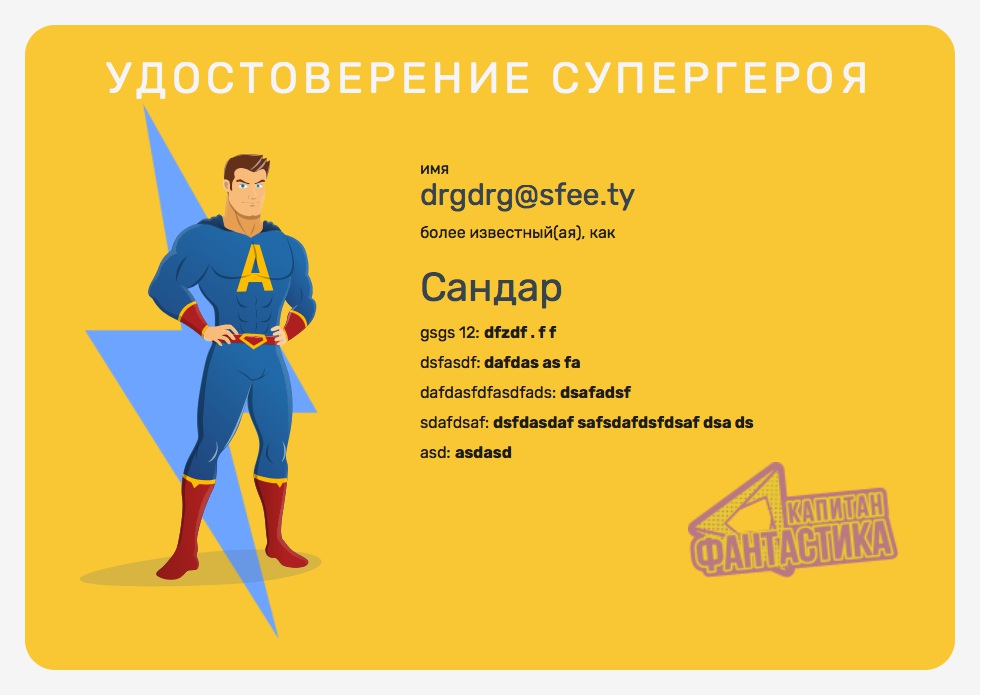 УДОСТОВЕРЕНИЕ СУПЕРГЕРОЯ
имя
drgdrg@sfee.ty
более известный(ая), как
Сандар
gsgs 12: dfzdf . f f
dsfasdf: dafdas as fa
dafdasfdfasdfads: dsafadsf
sdafdsaf: dsfdasdaf safsdafdsfdsaf dsa ds
asd: asdasd
A
КАПИТАН
ФАНТАСТИКА